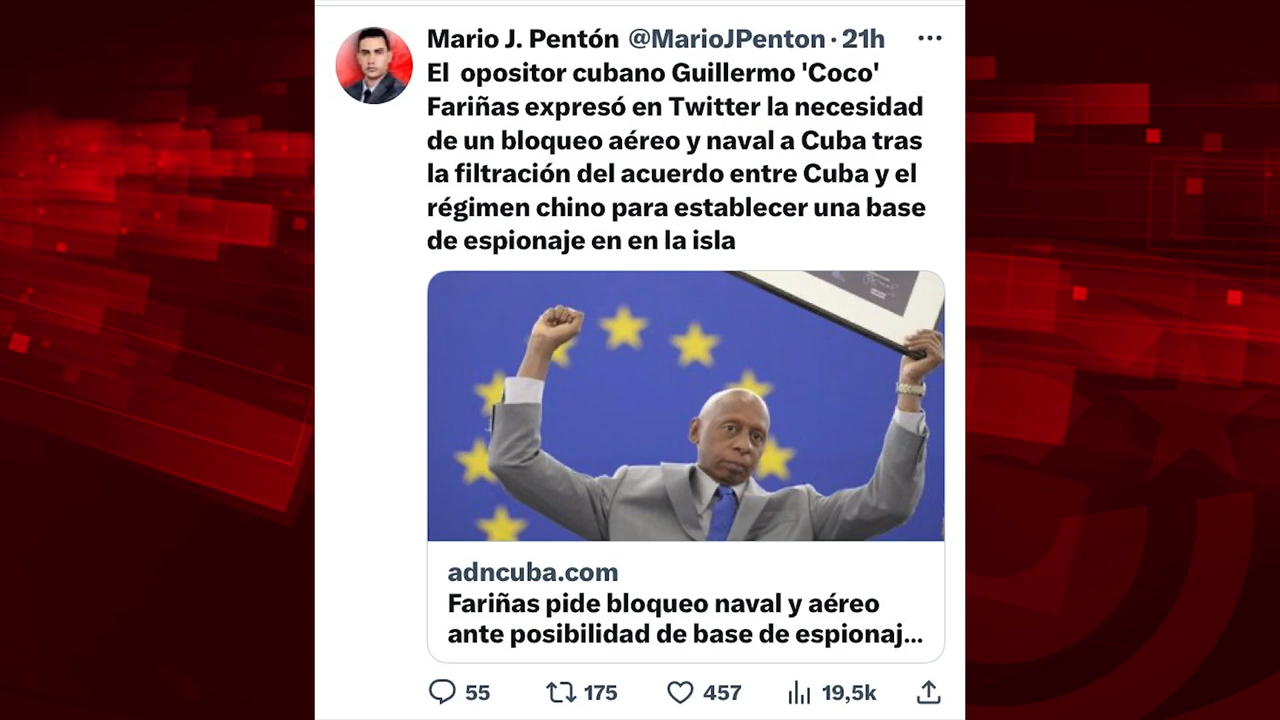 Mario J. Pentón @MarioJPenton · 21h
El  opositor cubano Guillermo 'Coco'
Fariñas expresó en Twitter la necesidad
de un bloqueo aéreo y naval a Cuba tras
la filtración del acuerdo entre Cuba y el
régimen chino para establecer una base
de espionaje en en la isla
adncuba.com
Fariñas pide bloqueo naval y aéreo
ante posibilidad de base de espionaj...
55 175 457 19,5k